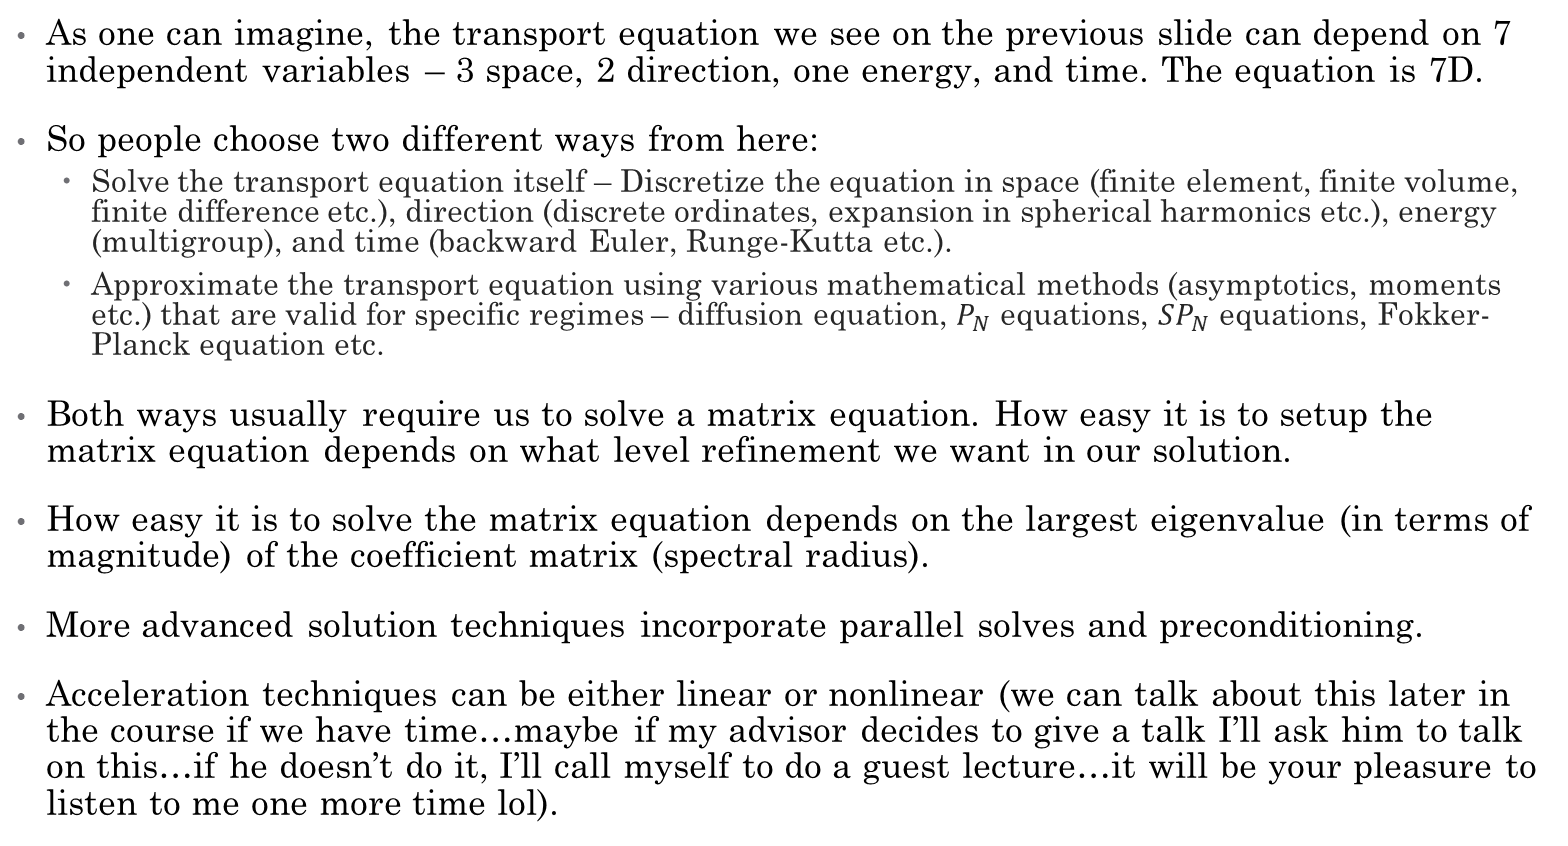 • As one can imagine, the transport equation we see on the previous slide can depend on 7
independent variables – 3 space, 2 direction, one energy, and time. The equation is 7D.
• So people choose two different ways from here:
• Solve the transport equation itself – Discretize the equation in space (finite element, finite volume,
finite difference etc.), direction (discrete ordinates, expansion in spherical harmonics etc.), energy
(multigroup), and time (backward Euler, Runge-Kutta etc.).
• Approximate the transport equation using various mathematical methods (asymptotics, moments
etc.) that are valid for specific regimes – diffusion equation, P_N equations, SP_N equations, Fokker-
Planck equation etc.
• Both ways usually require us to solve a matrix equation. How easy it is to setup the
matrix equation depends on what level refinement we want in our solution.
• How easy it is to solve the matrix equation depends on the largest eigenvalue (in terms of
magnitude) of the coefficient matrix (spectral radius).
• More advanced solution techniques incorporate parallel solves and preconditioning.
• Acceleration techniques can be either linear or nonlinear (we can talk about this later in
the course if we have time…maybe if my advisor decides to give a talk I’ll ask him to talk
on this…if he doesn’t do it, I’ll call myself to do a guest lecture…it will be your pleasure to
listen to me one more time lol).